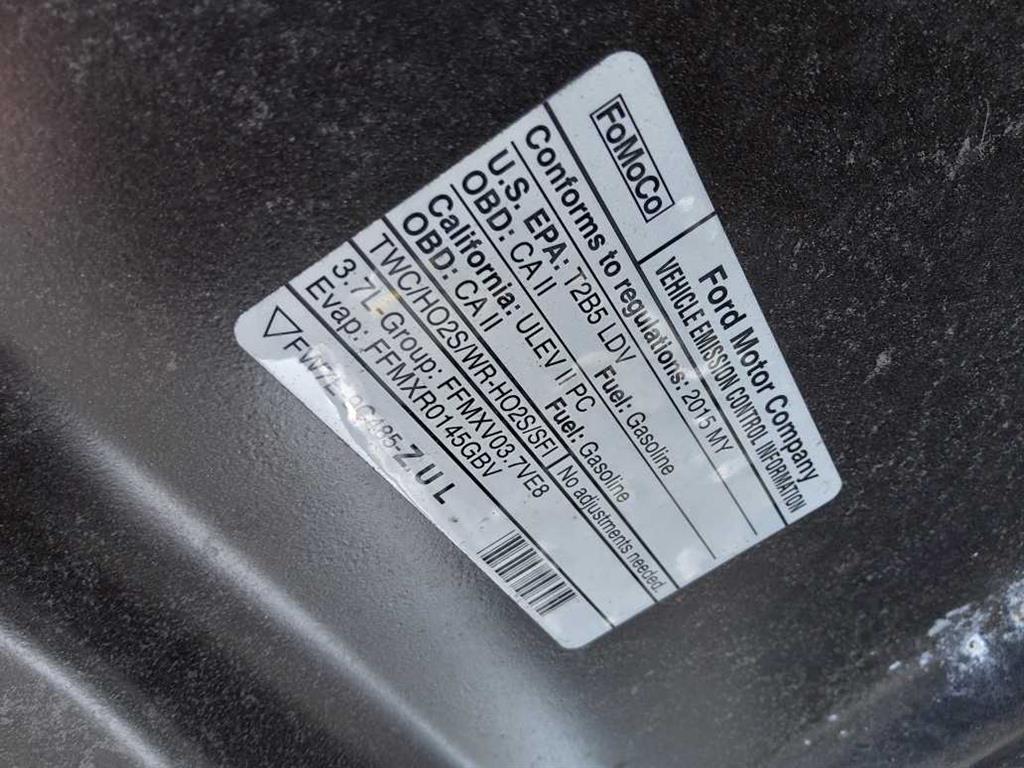 FoMoCo
Ford Motor Company
VEHICLE EMISSION CONTROL INFORMATION
Conforms to regulations: 2015 MY
U.S. EPA: T2B5 LDV Fuel: Gasoline
OBD: CA II
California: ULEV II PC Fuel: Gasoline
OBD: CA II
TWC/HO2S/WR-HO2S/SFI No adjustments needed.
3.7L-Group: FFMXV03.7VE8
Evap: FFMXR0145GBV
-9C485-ZUL